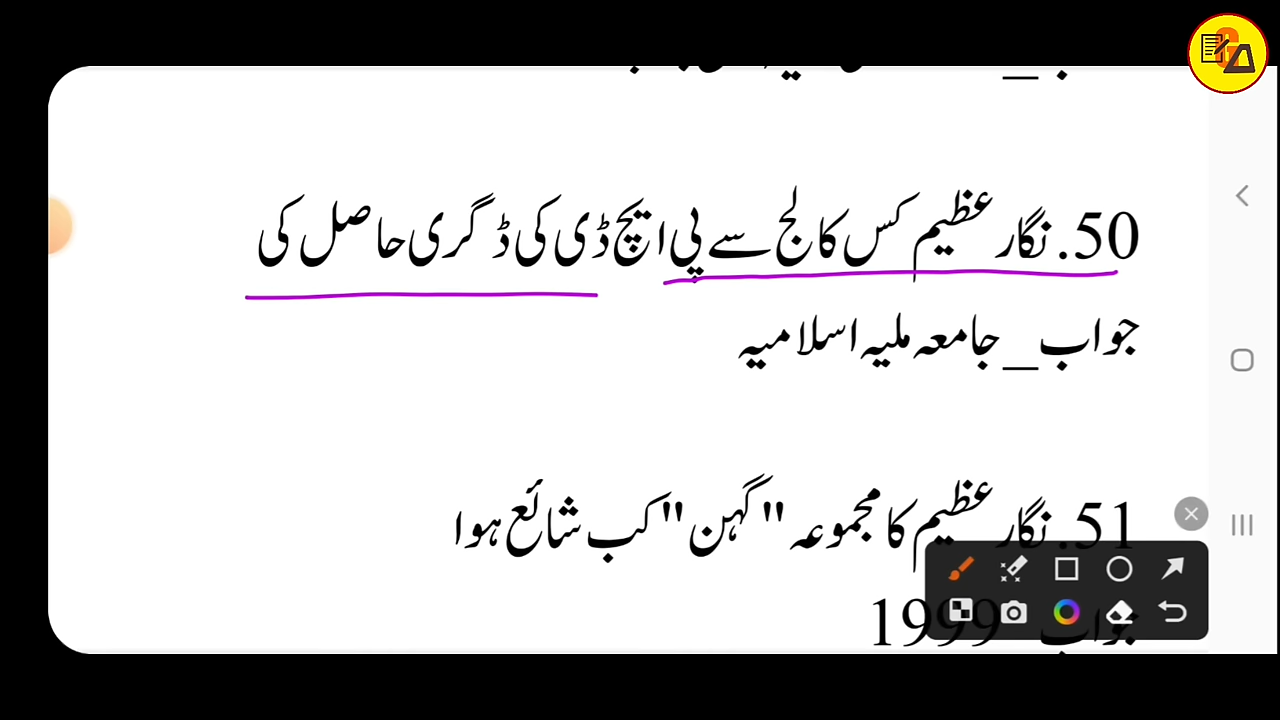 50. نگار عظیم کس کالج سے پی ایچ ڈی کی ڈگری حاصل کی
جواب_ جامعہ ملیہ اسلامیہ
51. نگار عظیم کا مجموعہ "گہن" کب شائع ہوا
جواب 1999